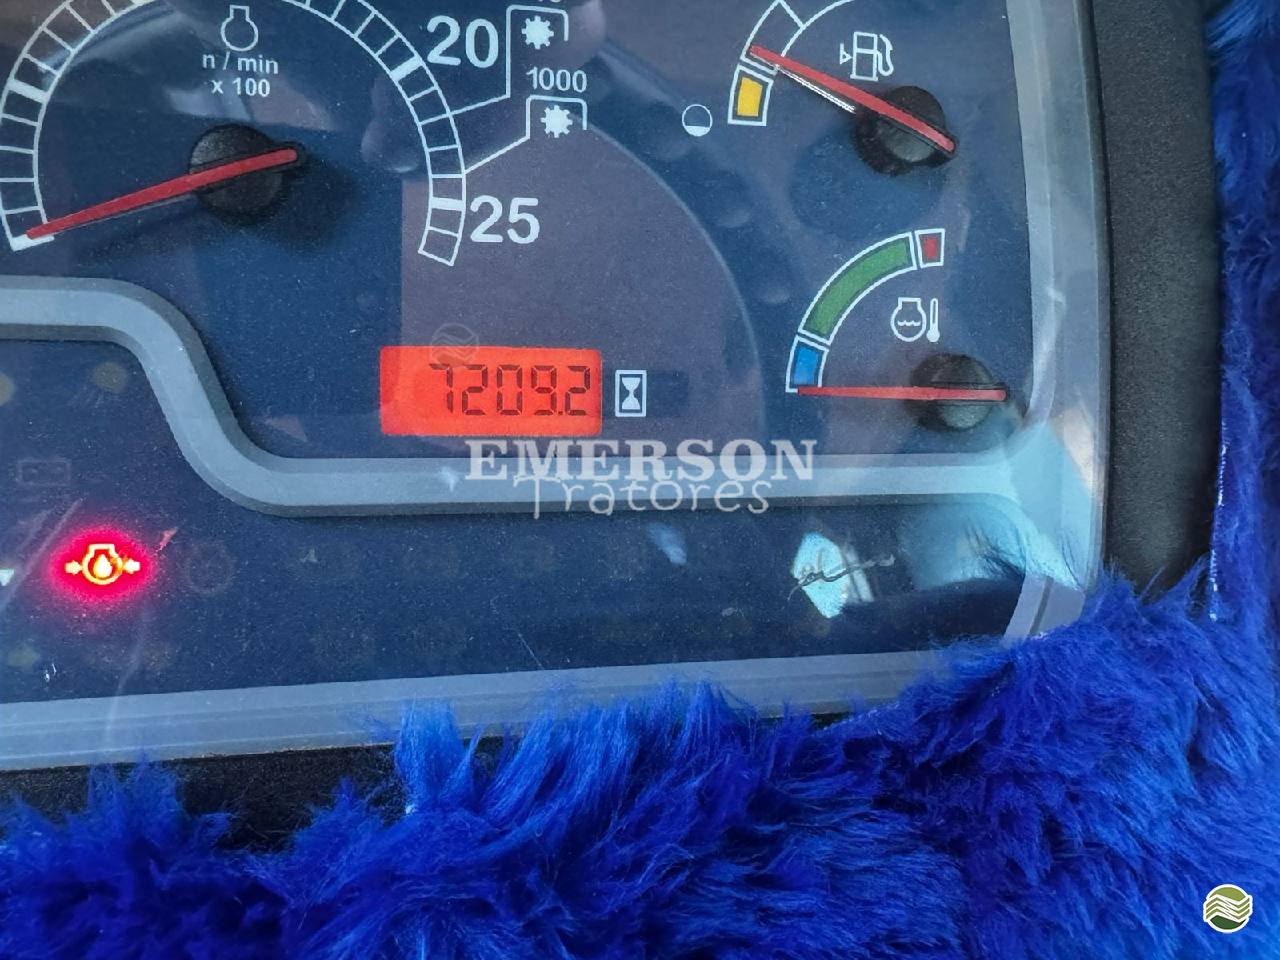 20
n / min
x 100
1000
25
7209.2
EMERSON
Tratores